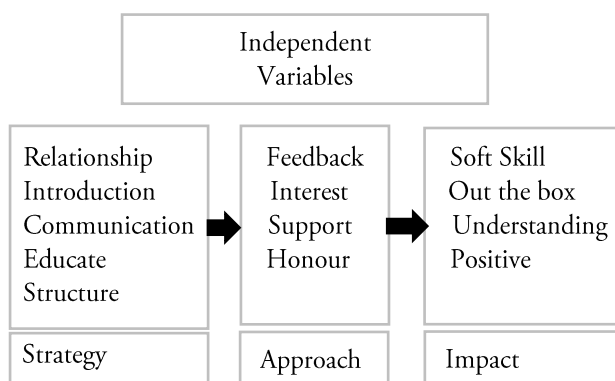 Independent
Variables
Relationship
Introduction
Communication
Educate
Structure
Feedback
Interest
Support
Honour
Soft Skill
Out the box
Understanding
Positive
Strategy
Approach
Impact